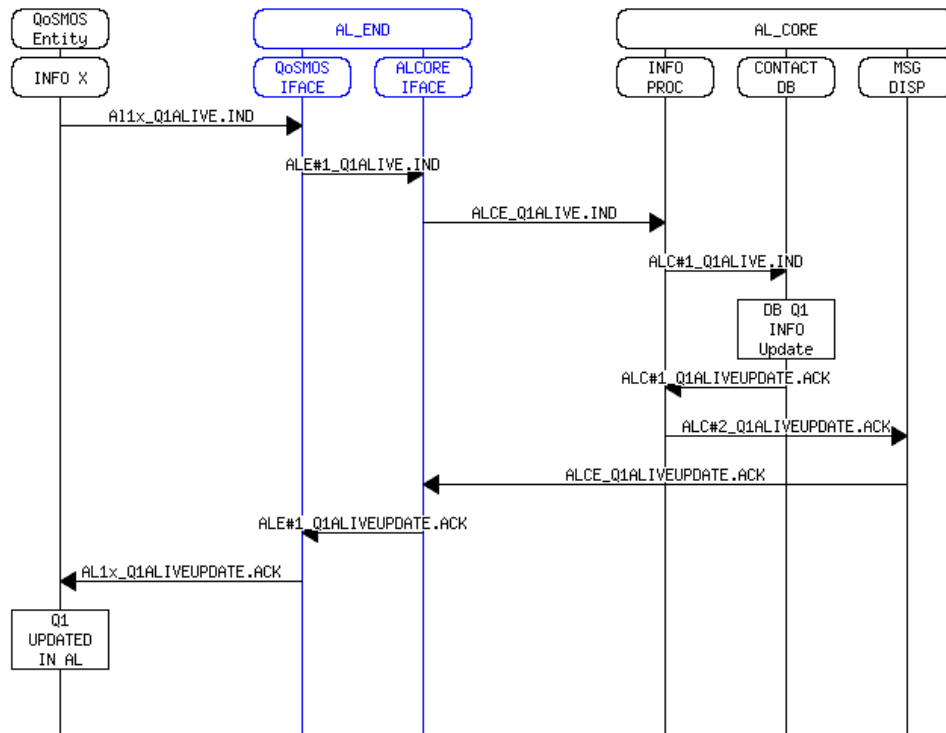 QoSMOS
Entity
AL_END
AL_CORE
INFO X
QoSMOS
IFACE
ALCORE
IFACE
INFO
PROC
CONTACT
DB
MSG
DISP
Al1x_Q1ALIVE.IND
ALE#1_Q1ALIVE.IND
ALCE_Q1ALIVE.IND
ALC#1_Q1ALIVE.IND
DB Q1
INFO
Update
ALC#1_Q1ALIVEUPDATE.ACK
ALC#2_Q1ALIVEUPDATE.ACK
ALCE_Q1ALIVEUPDATE.ACK
ALE#1_Q1ALIVEUPDATE.ACK
AL1x_Q1ALIVEUPDATE.ACK
Q1
UPDATED
IN AL